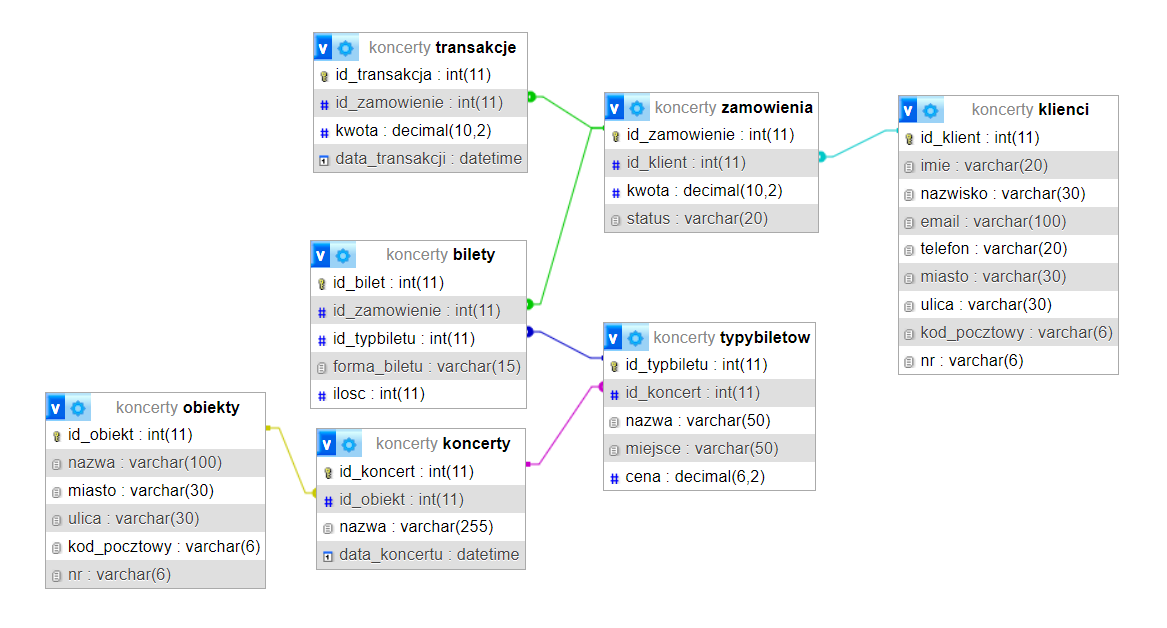 koncerty transakcje
id_transakcja : int(11)
id_zamowienie : int(11)
kwota : decimal(10,2)
data_transakcji : datetime
koncerty zamowienia
id_zamowienie : int(11)
id_klient : int(11)
kwota : decimal(10,2)
status : varchar(20)
koncerty klienci
id_klient : int(11)
imie : varchar(20)
nazwisko : varchar(30)
email : varchar(100)
telefon : varchar(20)
miasto : varchar(30)
ulica : varchar(30)
kod_pocztowy : varchar(6)
nr : varchar(6)
koncerty bilety
id_bilet : int(11)
id_zamowienie : int(11)
id_typbiletu : int(11)
forma_biletu : varchar(15)
ilosc : int(11)
koncerty typybiletow
id_typbiletu : int(11)
id_koncert : int(11)
nazwa : varchar(50)
miejsce : varchar(50)
cena : decimal(6,2)
koncerty obiekty
id_obiekt : int(11)
nazwa : varchar(100)
miasto : varchar(30)
ulica : varchar(30)
kod_pocztowy : varchar(6)
nr : varchar(6)
koncerty koncerty
id_koncert : int(11)
id_obiekt : int(11)
nazwa : varchar(255)
data_koncertu : datetime